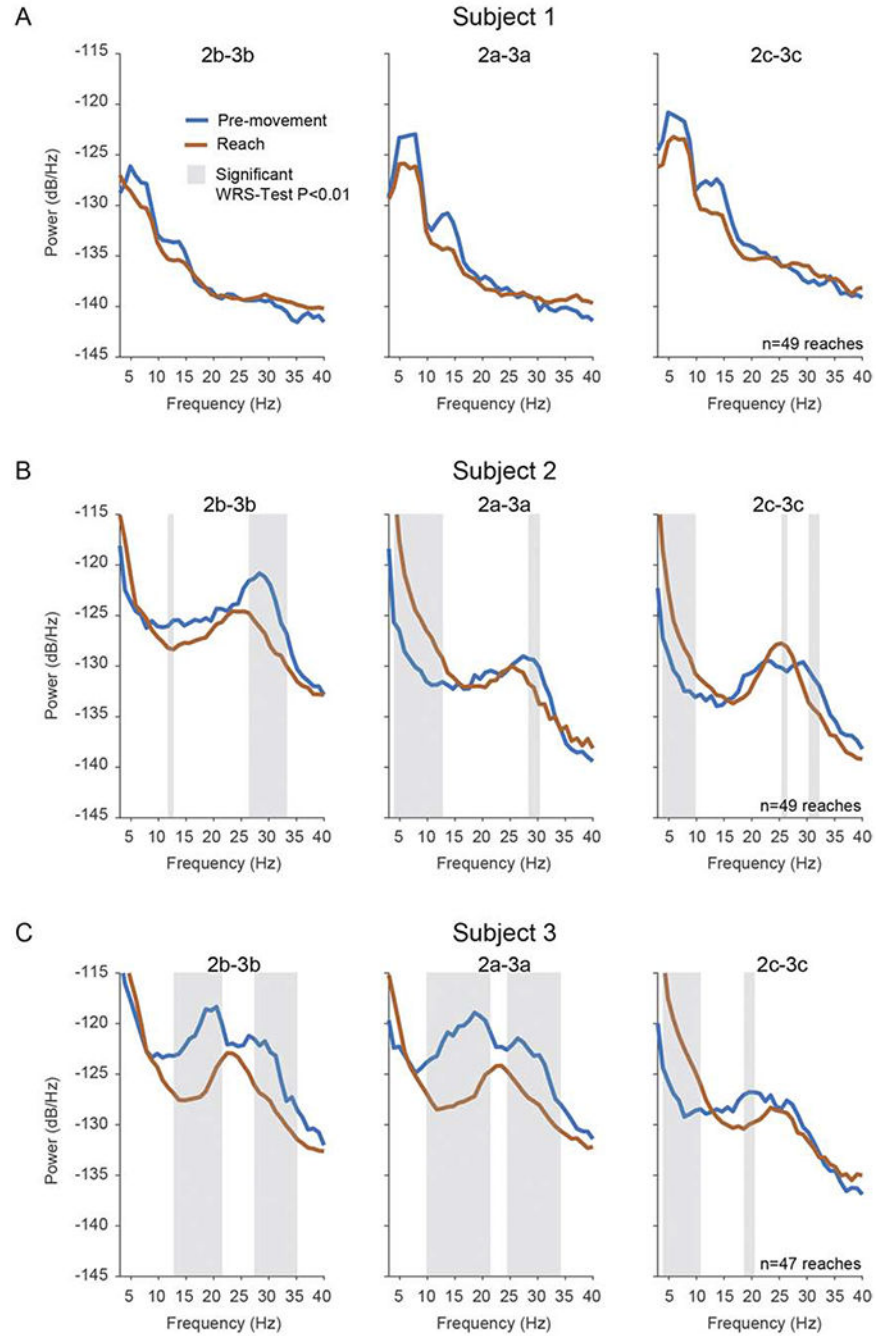 A
Subject 1
2b-3b
2a-3a
2c-3c
-115
-120
-125
-130
-135
-140
-145
Power (dB/Hz)
Pre-movement
Reach
Significant
WRS-Test P<0.01
n=49 reaches
5 10 15 20 25 30 35 40
5 10 15 20 25 30 35 40
5 10 15 20 25 30 35 40
Frequency (Hz)
Frequency (Hz)
Frequency (Hz)
B
Subject 2
2b-3b
2a-3a
2c-3c
-115
-120
-125
-130
-135
-140
-145
Power (dB/Hz)
n=49 reaches
5 10 15 20 25 30 35 40
5 10 15 20 25 30 35 40
5 10 15 20 25 30 35 40
Frequency (Hz)
Frequency (Hz)
Frequency (Hz)
C
Subject 3
2b-3b
2a-3a
2c-3c
-115
-120
-125
-130
-135
-140
-145
Power (dB/Hz)
n=47 reaches
5 10 15 20 25 30 35 40
5 10 15 20 25 30 35 40
5 10 15 20 25 30 35 40
Frequency (Hz)
Frequency (Hz)
Frequency (Hz)